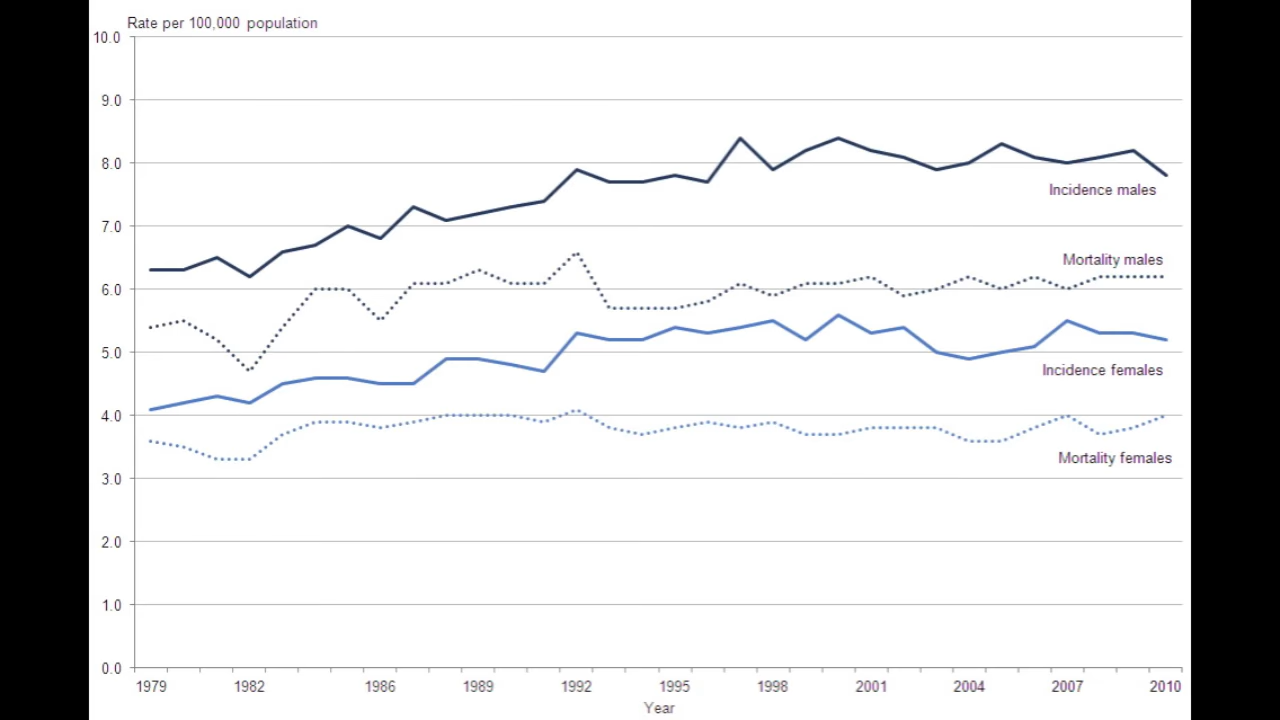 Rate per 100,000 population
10.0
9.0
8.0
7.0
6.0
5.0
4.0
3.0
2.0
1.0
0.0
Incidence males
Mortality males
Incidence females
Mortality females
1979 1982 1986 1989 1992 1995 1998 2001 2004 2007 2010
Year